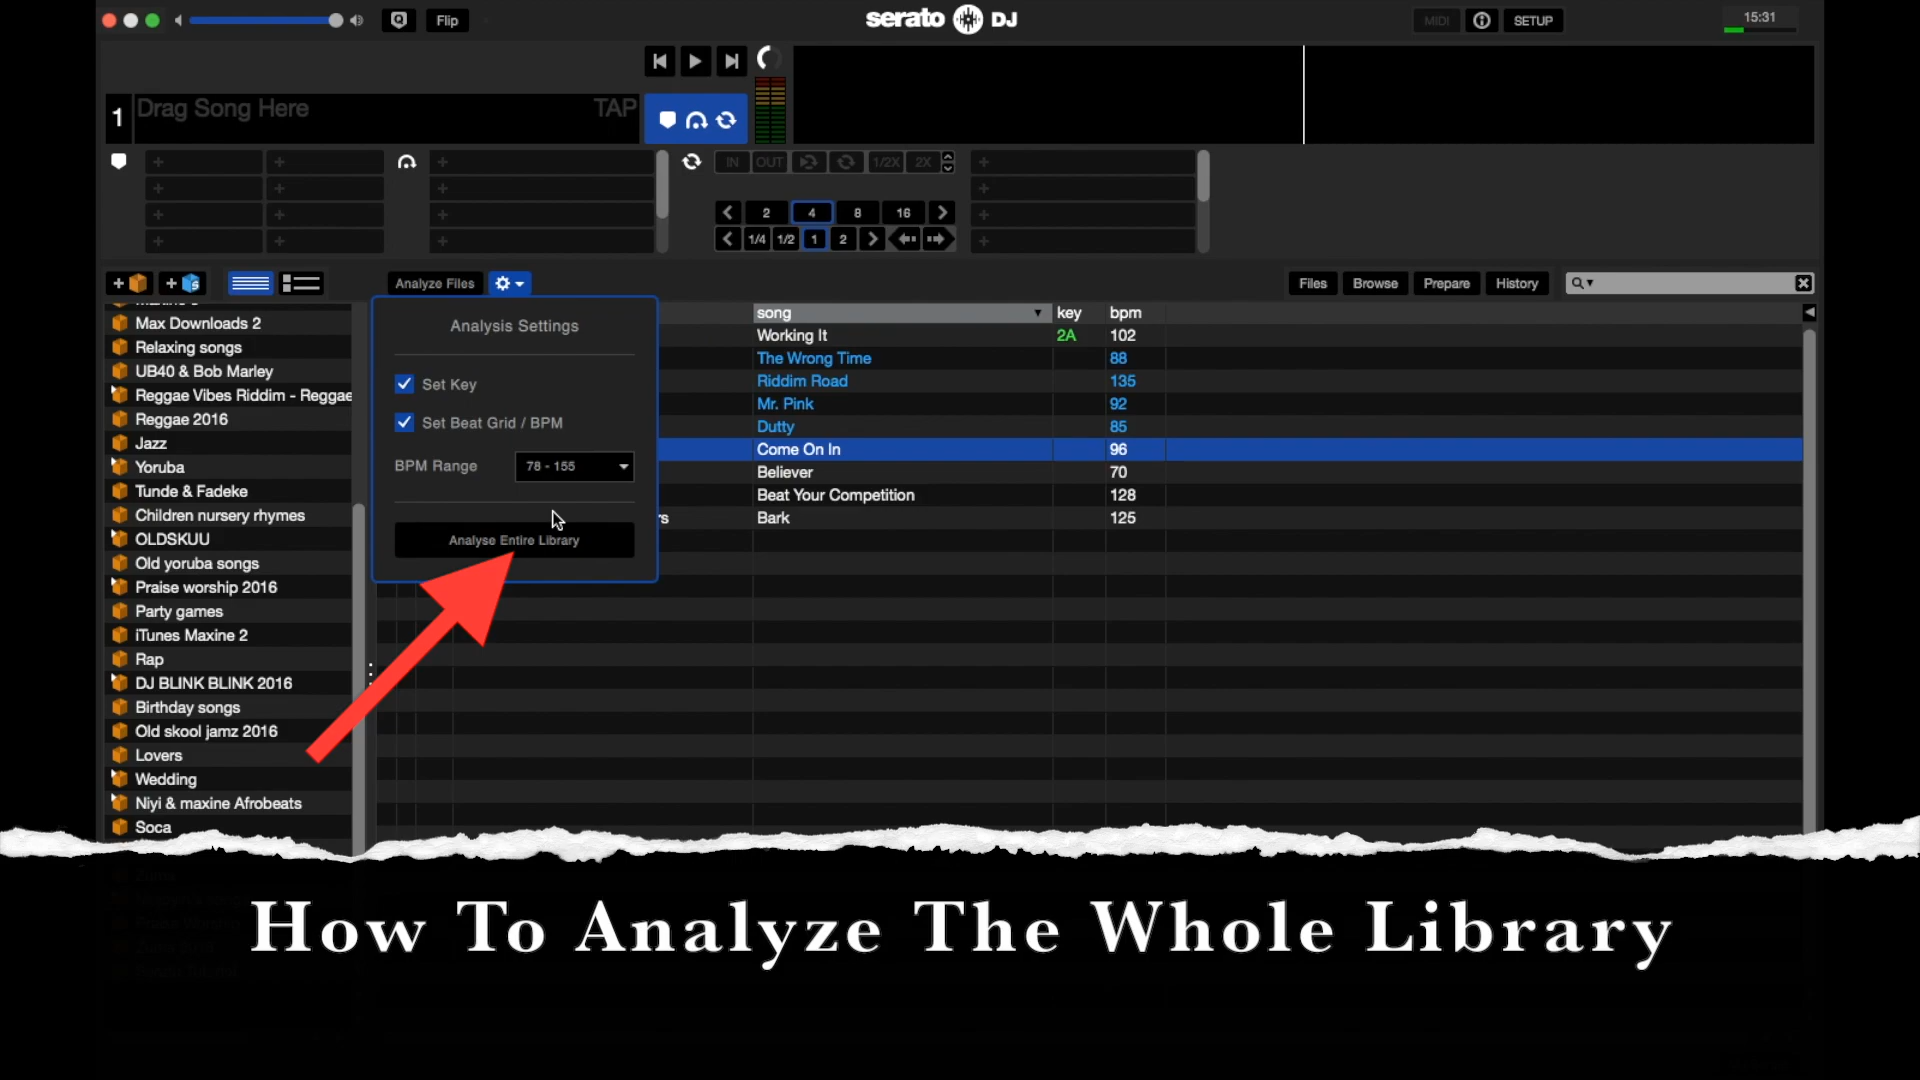 Flip
serato DJ
MIDI
SETUP
15:31
1
Drag Song Here
TAP
IN OUT 1/2X 2X
2 4 8 16
1/4 1/2 1 2
Analyze Files
Files Browse Prepare History
song key bpm
Analysis Settings
Set Key
Set Beat Grid / BPM
BPM Range 78 - 155
Analyse Entire Library
Working It 2A 102
The Wrong Time 88
Riddim Road 135
Mr. Pink 92
Dutty 85
Come On In 96
Believer 70
Beat Your Competition 128
rs Bark 125
Max Downloads 2
Relaxing songs
UB40 & Bob Marley
Reggae Vibes Riddim - Reggae
Reggae 2016
Jazz
Yoruba
Tunde & Fadeke
Children nursery rhymes
OLDSKUU
Old yoruba songs
Praise worship 2016
Party games
iTunes Maxine 2
Rap
DJ BLINK BLINK 2016
Birthday songs
Old skool jamz 2016
Lovers
Wedding
Niyi & maxine Afrobeats
Soca
How To Analyze The Whole Library